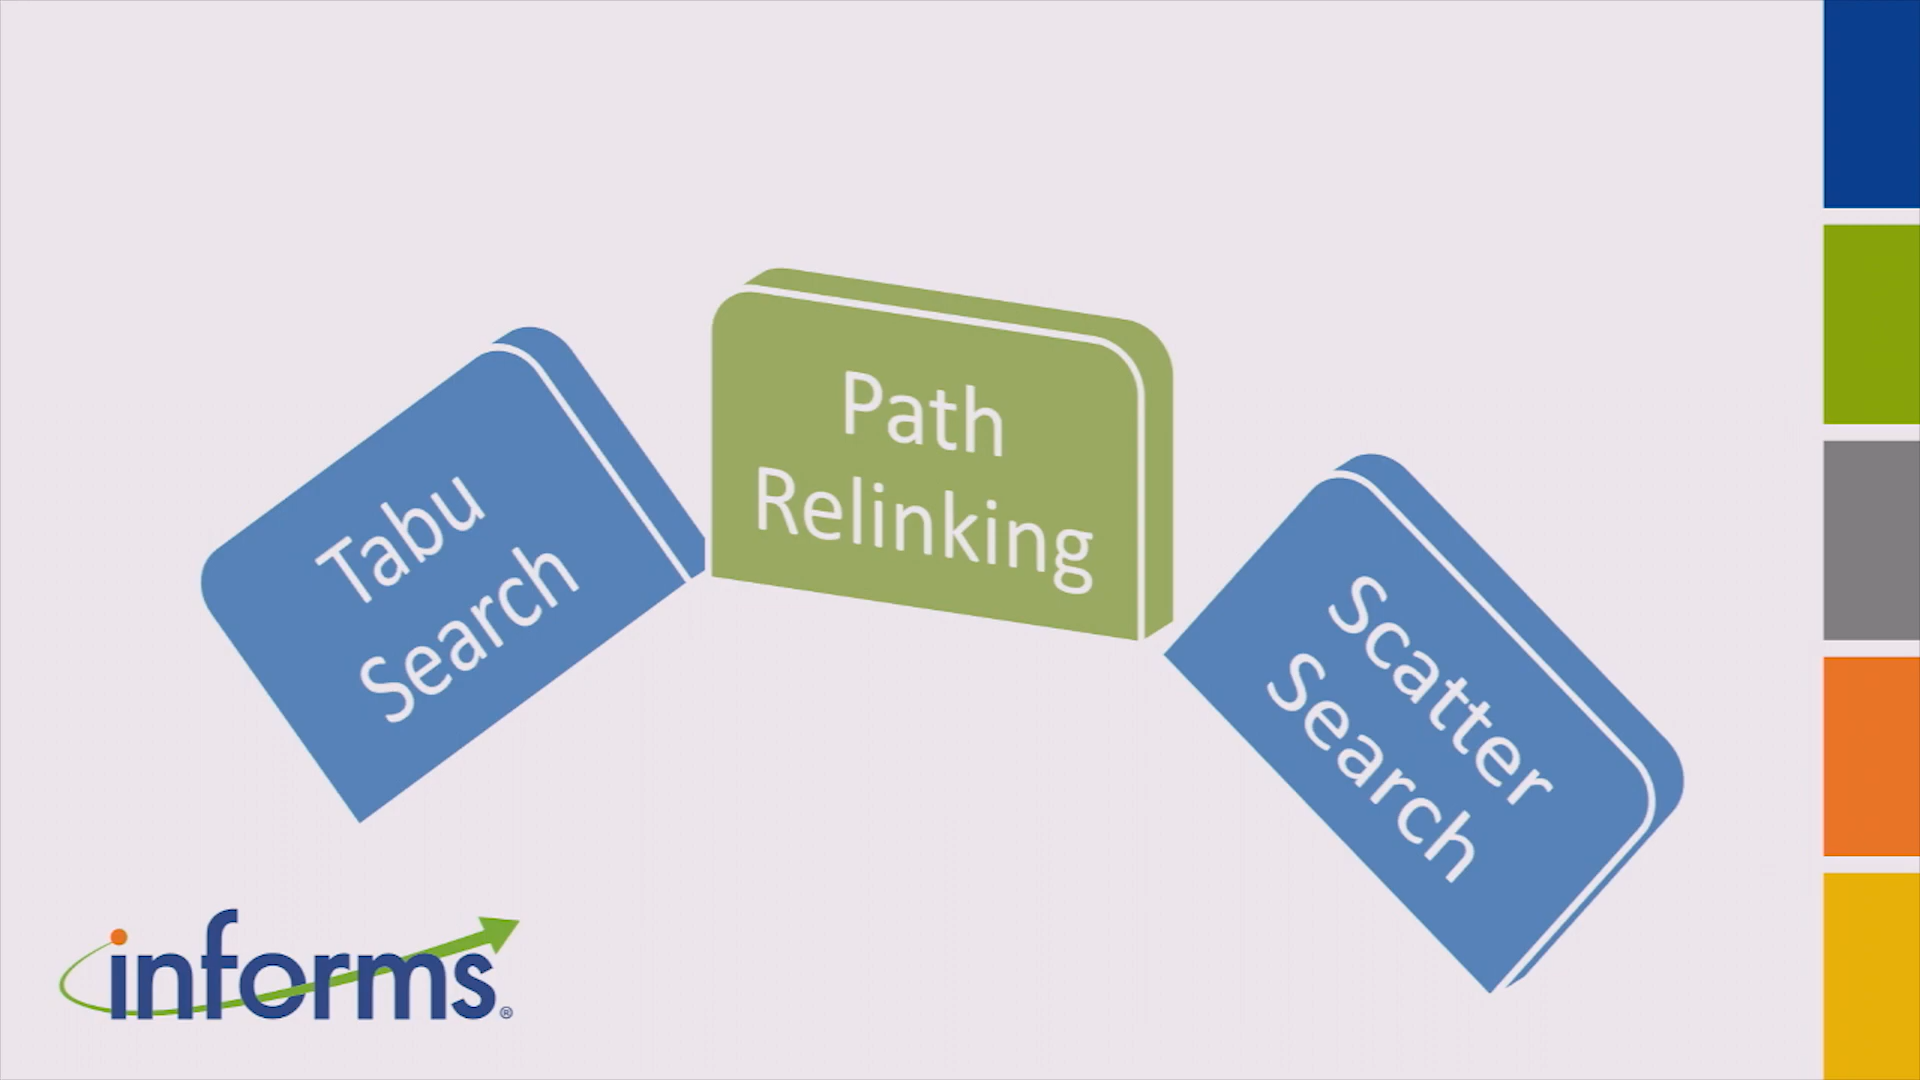 Tabu
Search
Path
Relinking
Scatter
Search
informs®